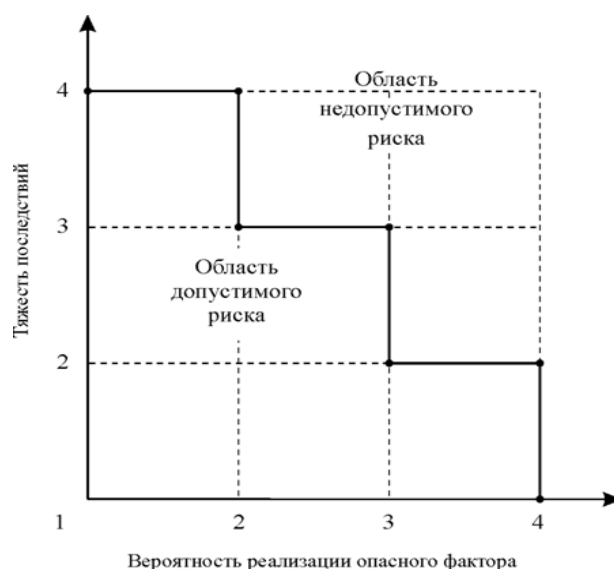 4
Область
недопустимого
риска
3
Область
допустимого
риска
2
Тяжесть последствий
1 2 3 4
Вероятность реализации опасного фактора